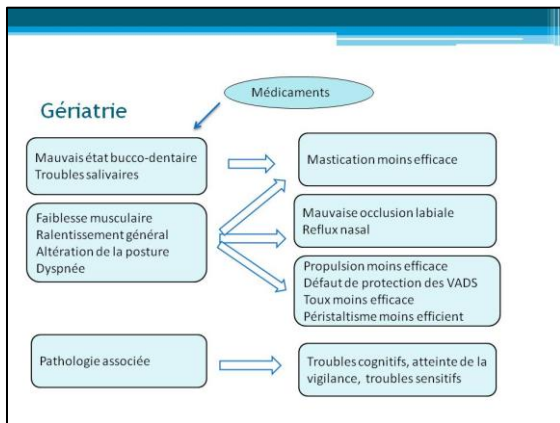 Médicaments
Gériatrie
Mauvais état bucco-dentaire
Troubles salivaires
Mastication moins efficace
Faiblesse musculaire
Ralentissement général
Altération de la posture
Dyspnée
Mauvaise occlusion labiale
Reflux nasal
Propulsion moins efficace
Défaut de protection des VADS
Toux moins efficace
Péristaltisme moins efficient
Pathologie associée
Troubles cognitifs, atteinte de la
vigilance, troubles sensitifs